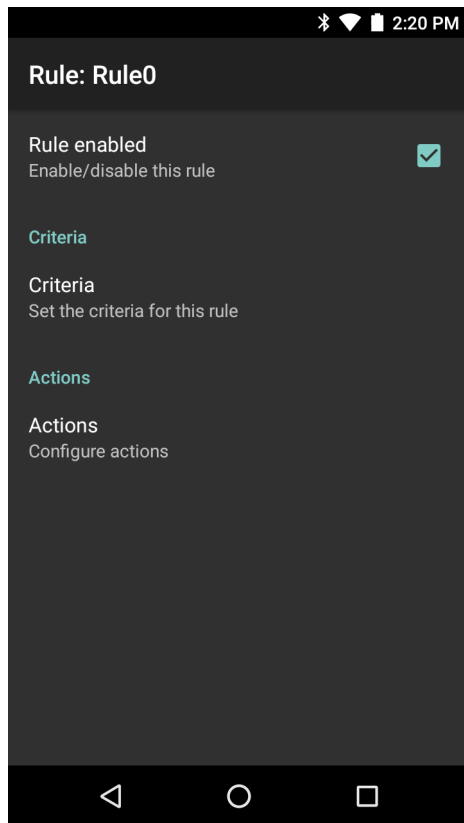 2:20 PM
Rule: Rule0
Rule enabled
Enable/disable this rule
Criteria
Criteria
Set the criteria for this rule
Actions
Actions
Configure actions